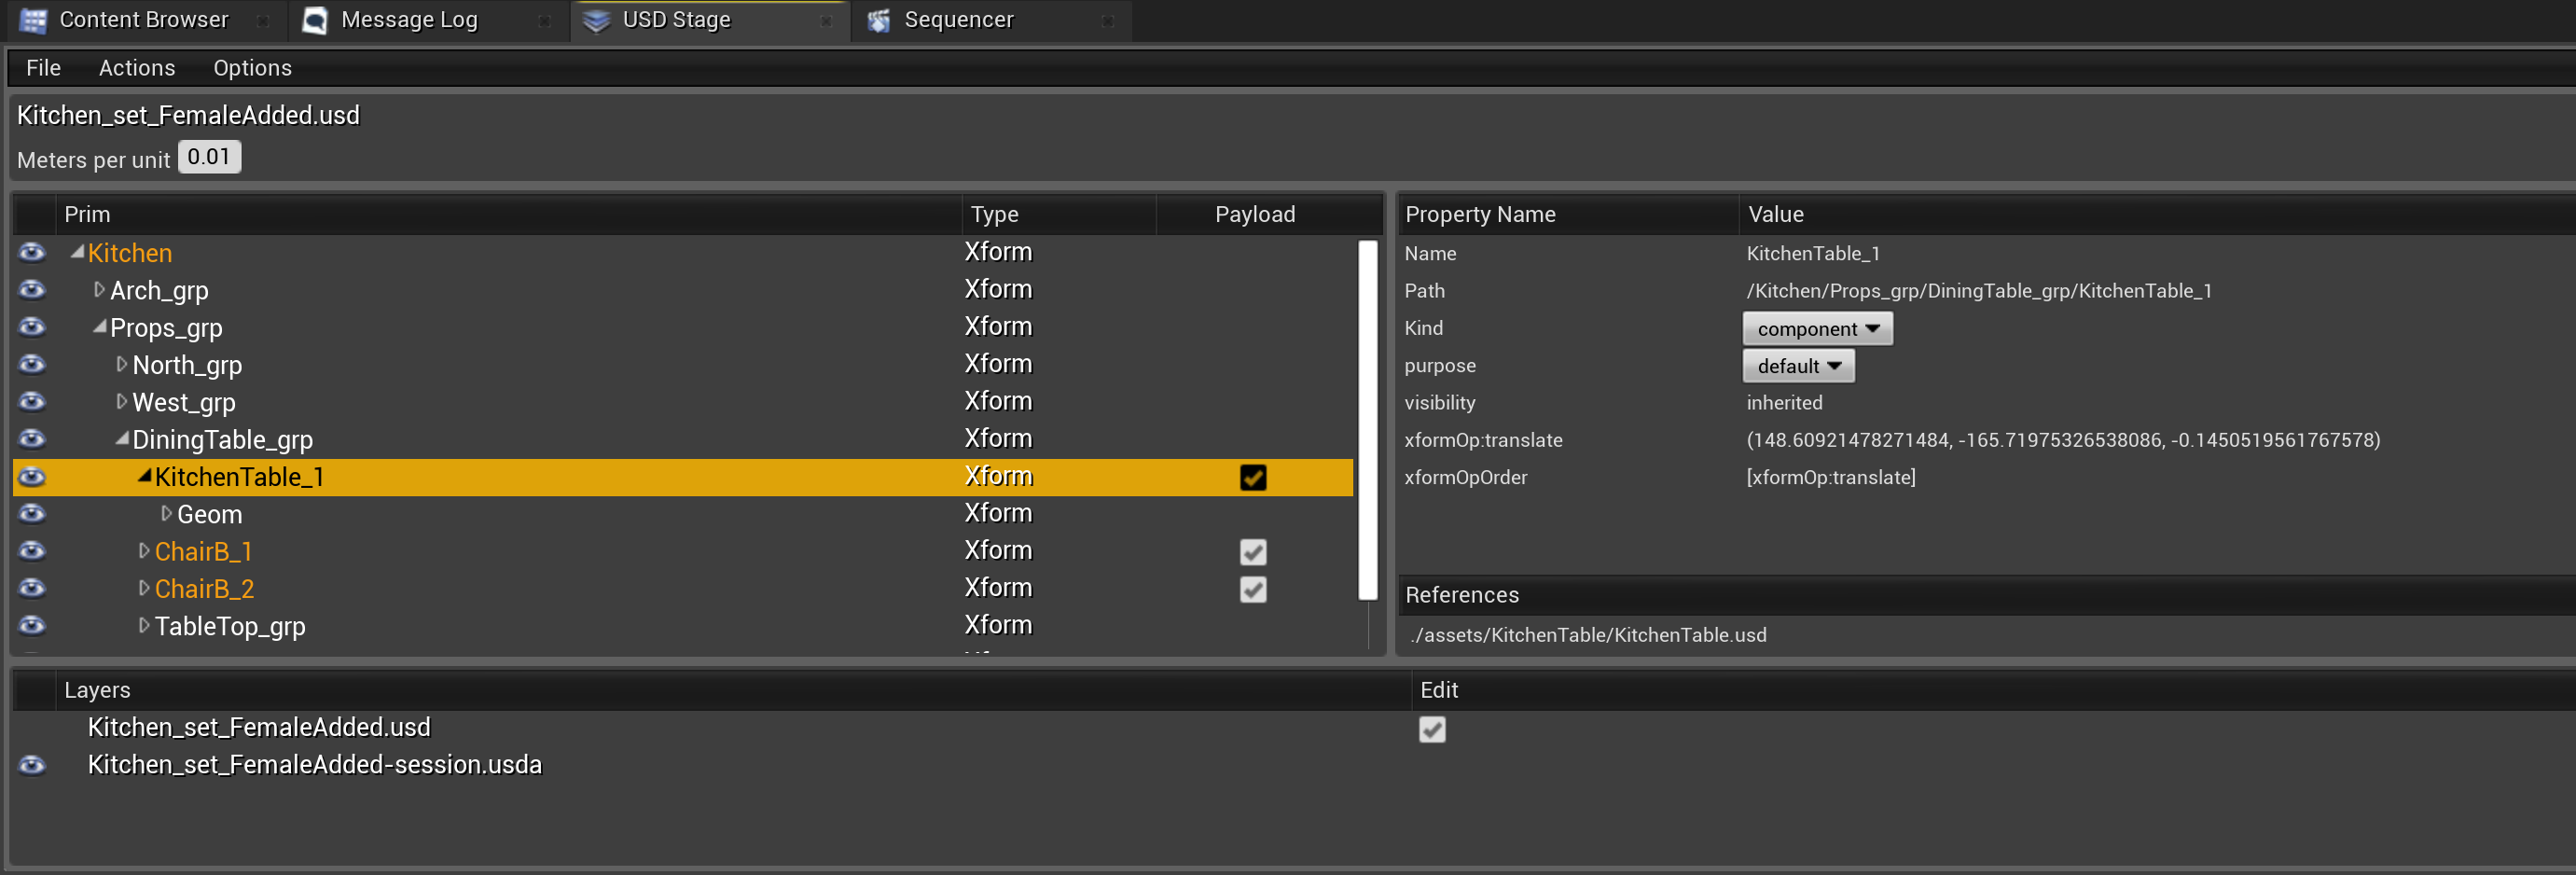 Content Browser Message Log USD Stage Sequencer
File Actions Options
Kitchen_set_FemaleAdded.usd
Meters per unit 0.01
Prim Type Payload
Kitchen Xform
Arch_grp Xform
Props_grp Xform
North_grp Xform
West_grp Xform
DiningTable_grp Xform
KitchenTable_1 Xform
Geom Xform
ChairB_1 Xform
ChairB_2 Xform
TableTop_grp Xform
Property Name Value
Name KitchenTable_1
Path /Kitchen/Props_grp/DiningTable_grp/KitchenTable_1
Kind component
purpose default
visibility inherited
xformOp:translate (148.60921478271484, -165.71975326538086, -0.1450519561767578)
xformOpOrder [xformOp:translate]
References
./assets/KitchenTable/KitchenTable.usd
Layers Edit
Kitchen_set_FemaleAdded.usd
Kitchen_set_FemaleAdded-session.usda